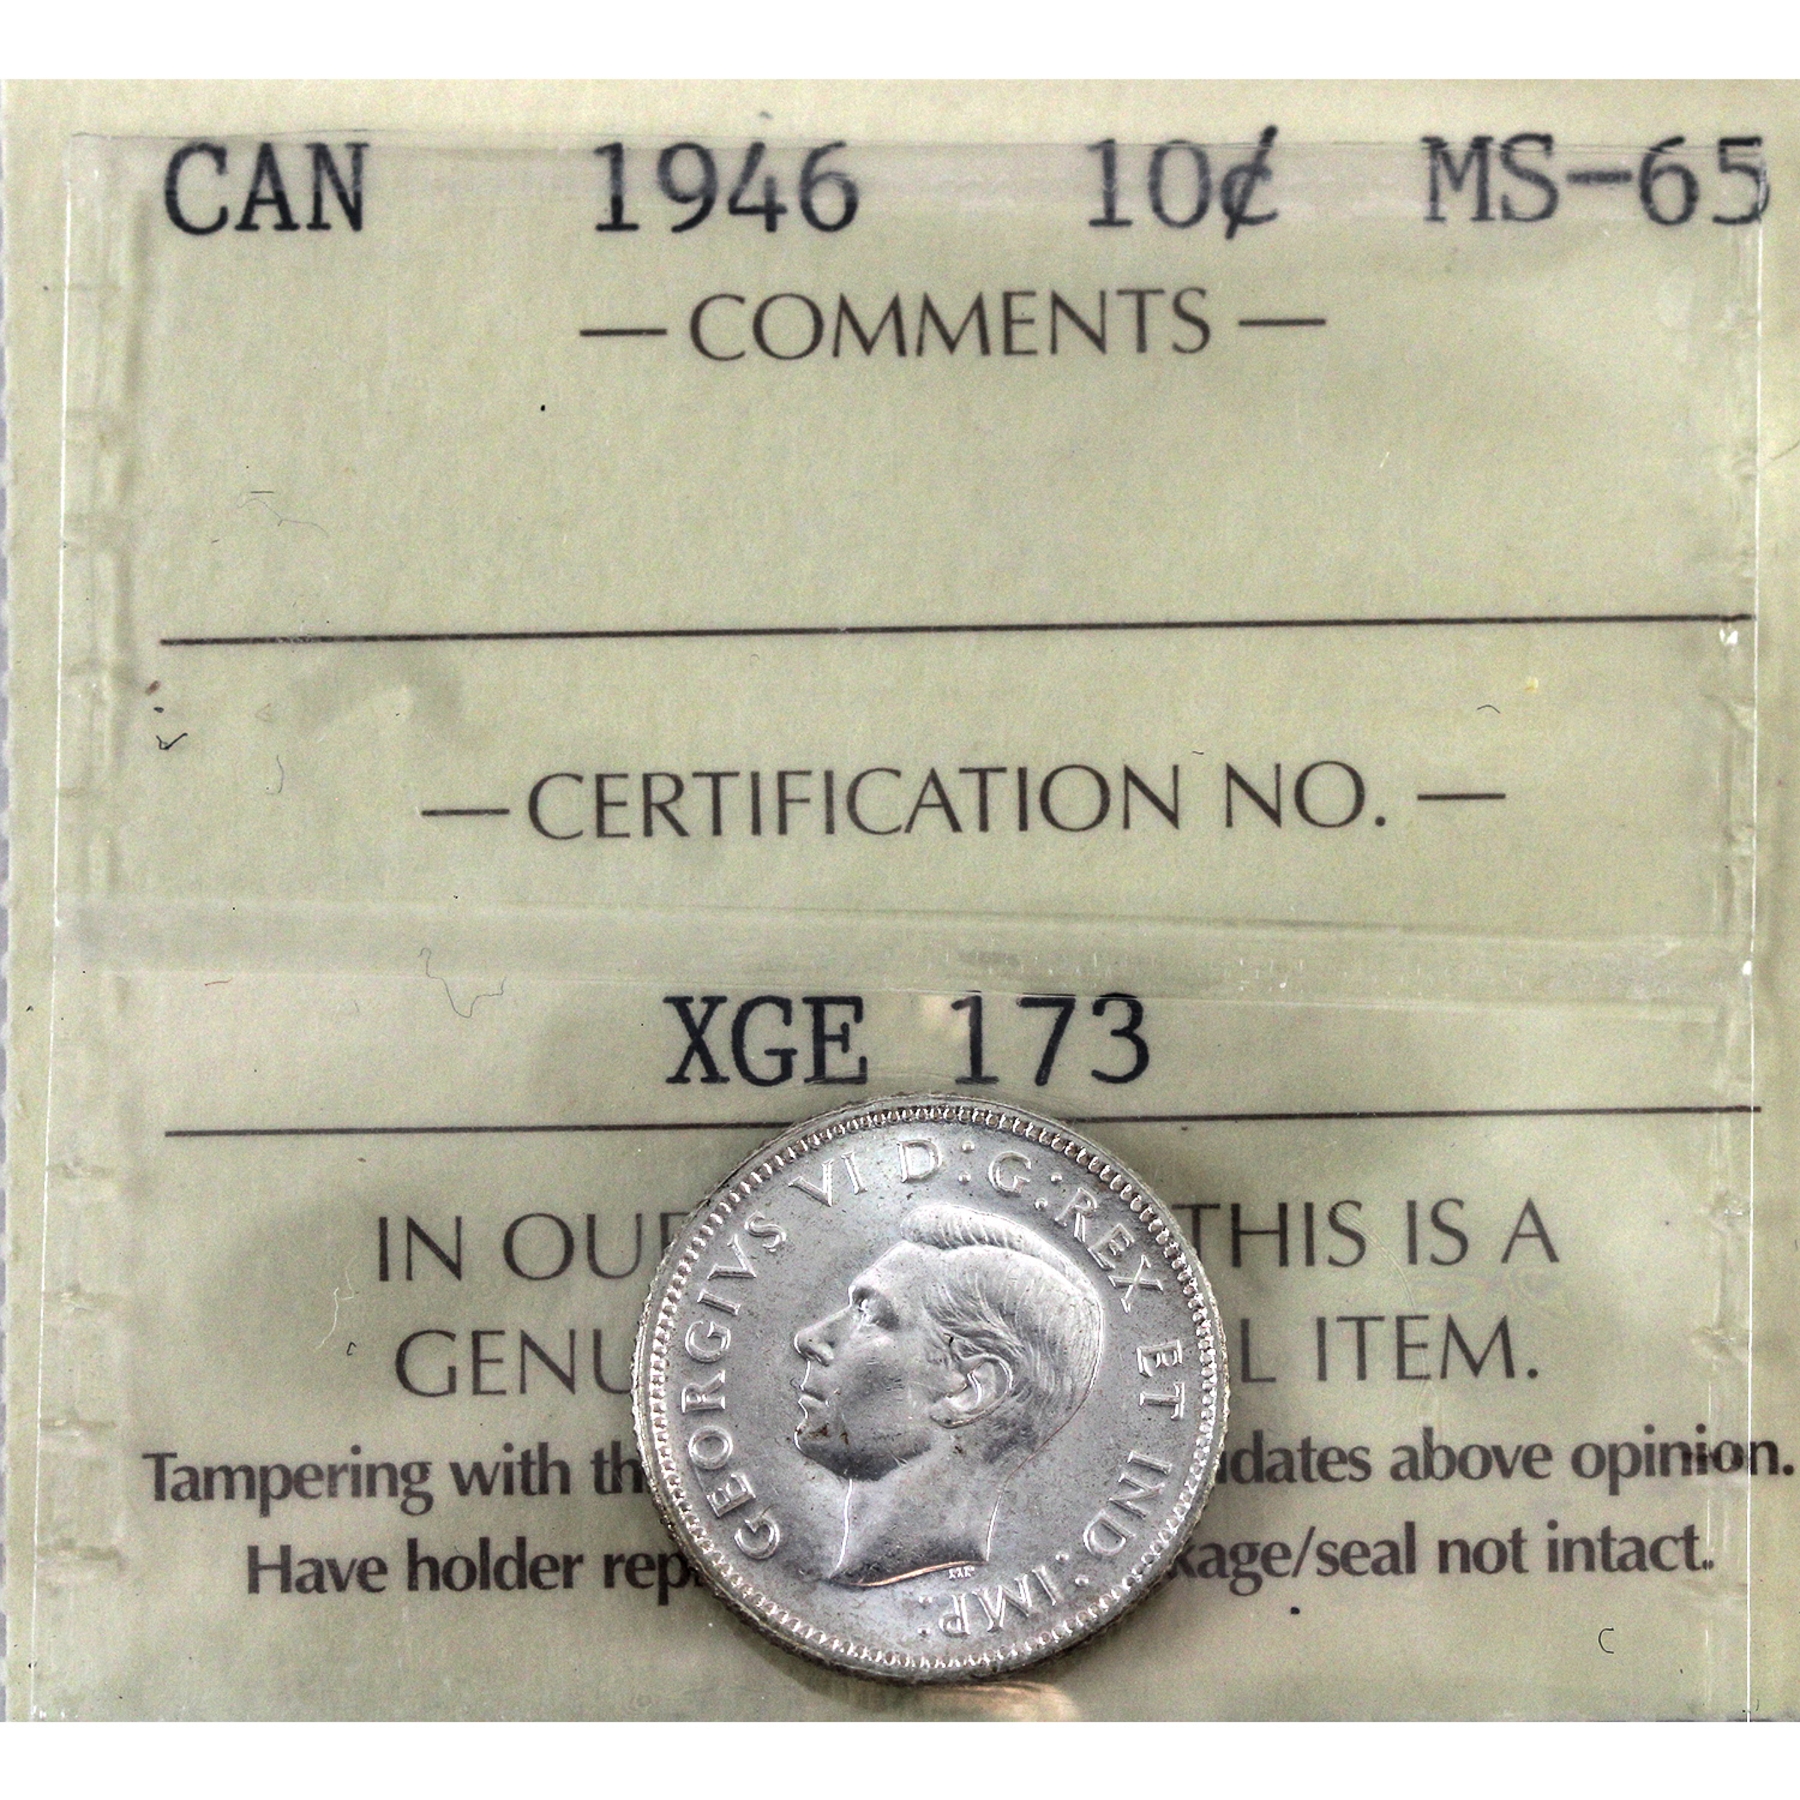 CAN 1946 10¢ MS-65
— COMMENTS —
— CERTIFICATION NO. —
XGE 173
IN OUR THIS IS A
GENU L ITEM.
Tampering with th idates above opinion.
Have holder rep kage/seal not intact.
GEORGIVS VI D:G:REX ET IND:IMP: